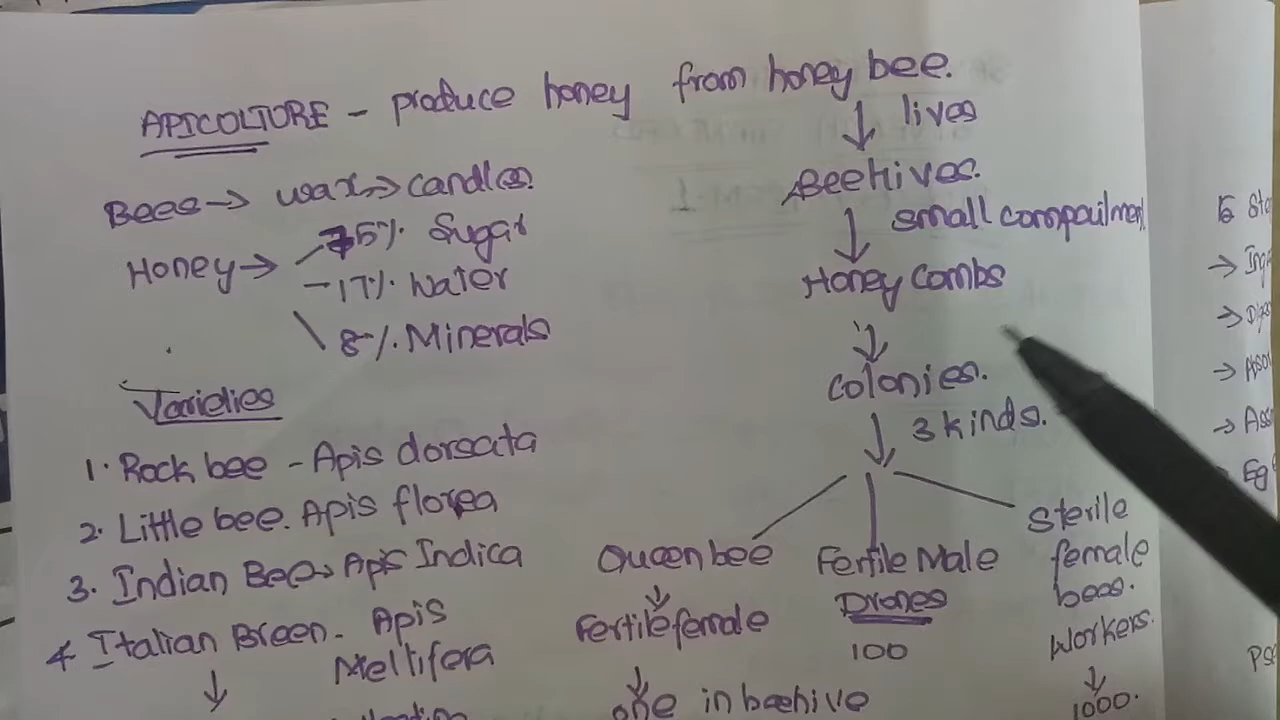 APICOLTURE - produce honey from honey bee.
↓ lives
Beehives.
↓ small compailment
Honey combs
↓
colonies.
↓ 3 kinds.
Bees → wax → candles.
Honey → 75% Sugar
- 17% Water
8% Minerals
Varieties
1. Rock bee - Apis dorsata
2. Little bee. Apis florea
3. Indian Bee → Apis Indica
4 Italian Breen - Apis
Mellifera
↓
Queen bee
↓
Fertile female
↓
one in beehive
Fertile Male
Drones
100
Sterile
female
bees.
Workers.
↓
1000.
→
→
→
→
Eg